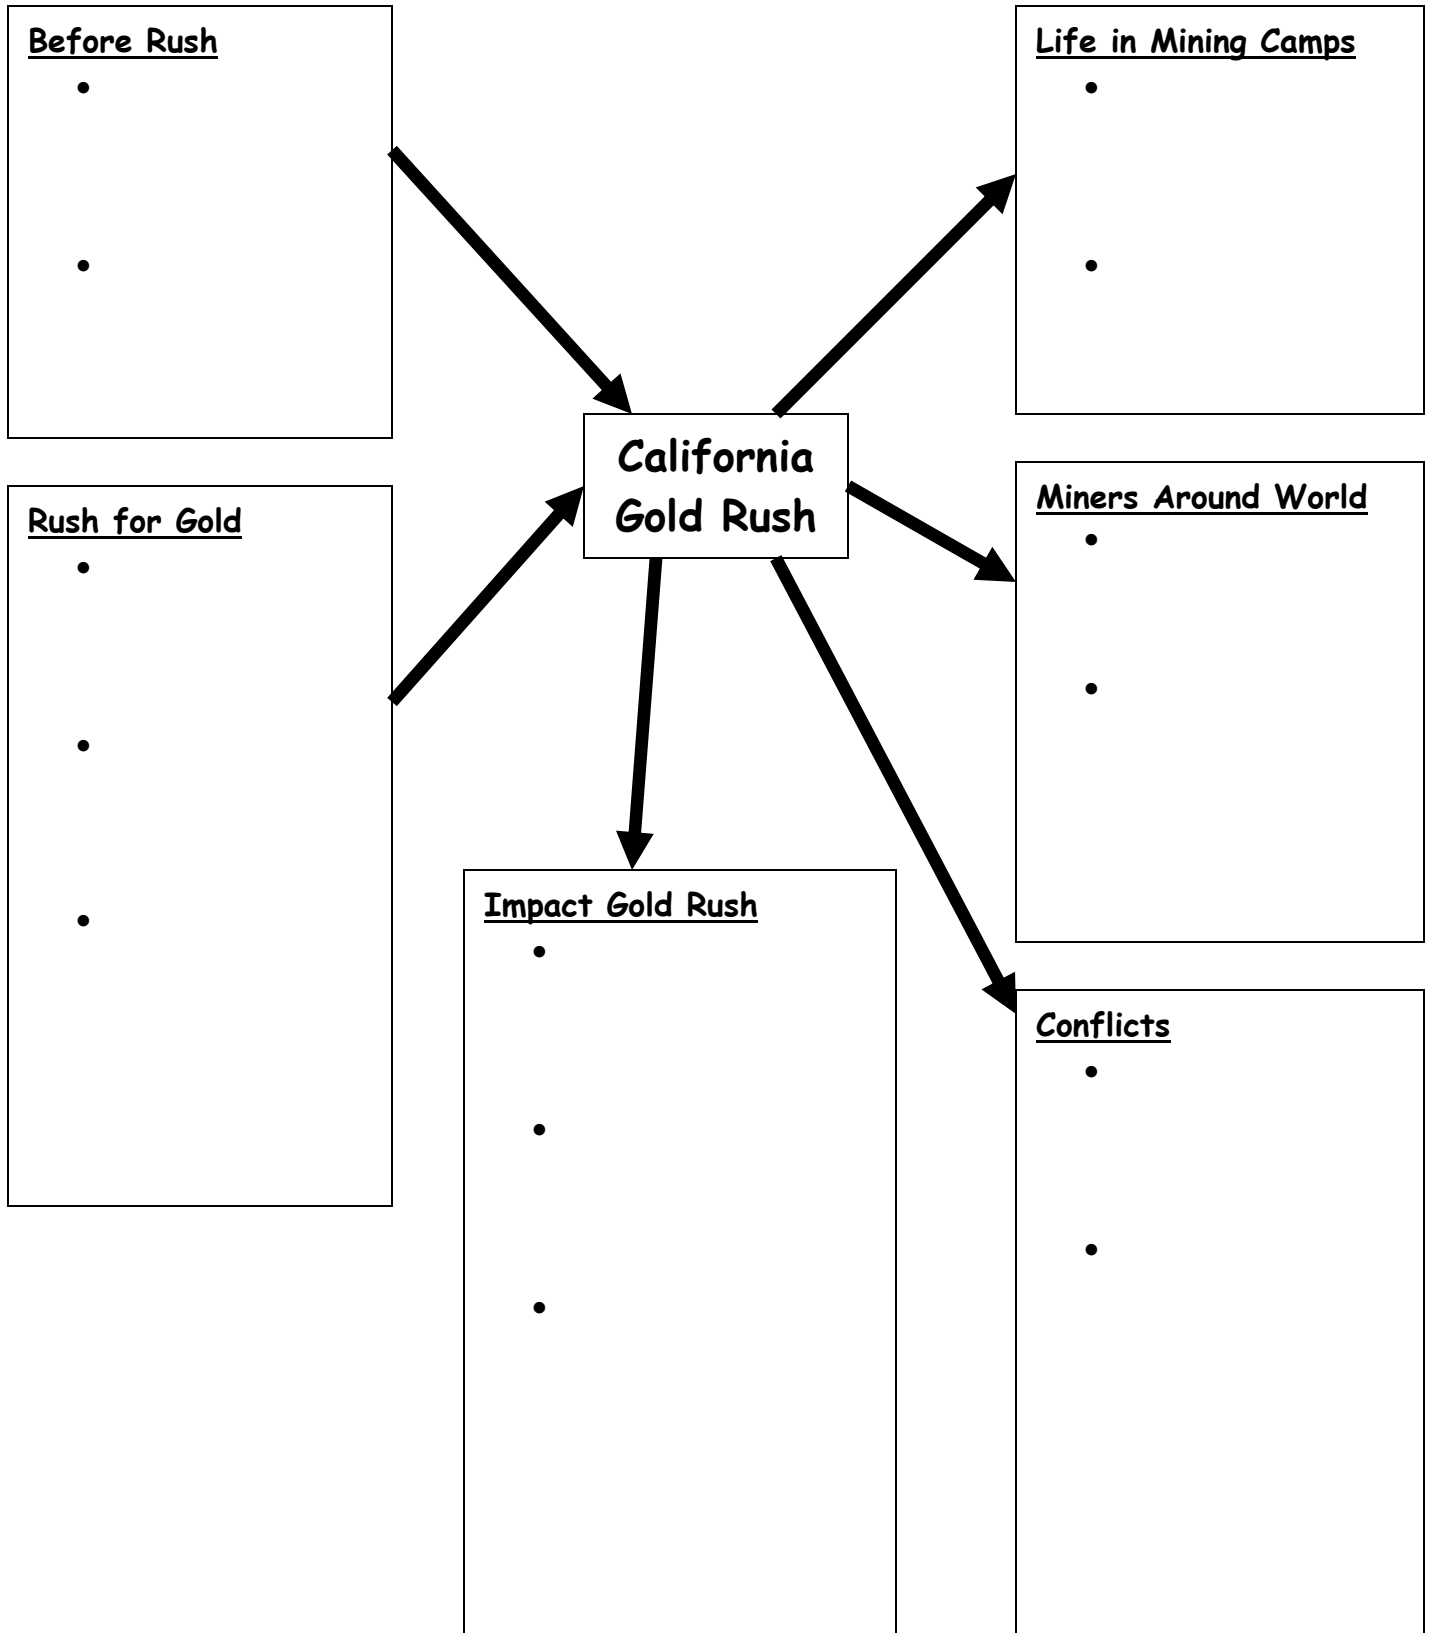 Before Rush
•
•
Life in Mining Camps
•
•
California
Gold Rush
Rush for Gold
•
•
•
Miners Around World
•
•
Impact Gold Rush
•
•
•
Conflicts
•
•